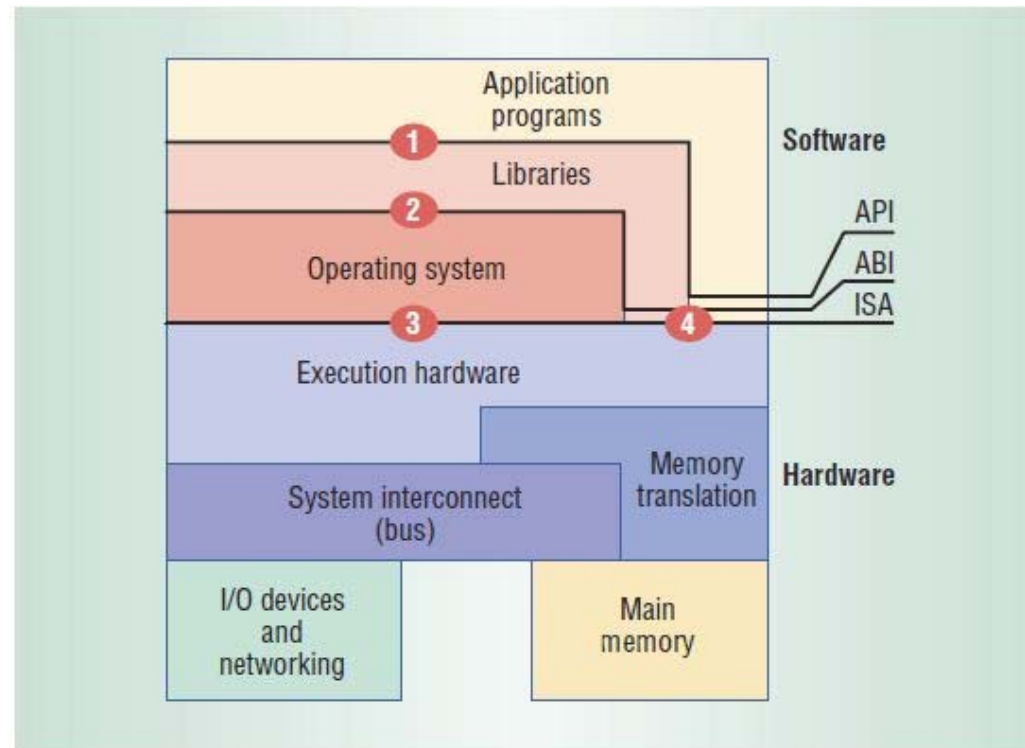 Application
programs
1
Software
Libraries
2
API
Operating system
ABI
ISA
3
4
Execution hardware
Memory
translation
Hardware
System interconnect
(bus)
I/O devices
and
networking
Main
memory